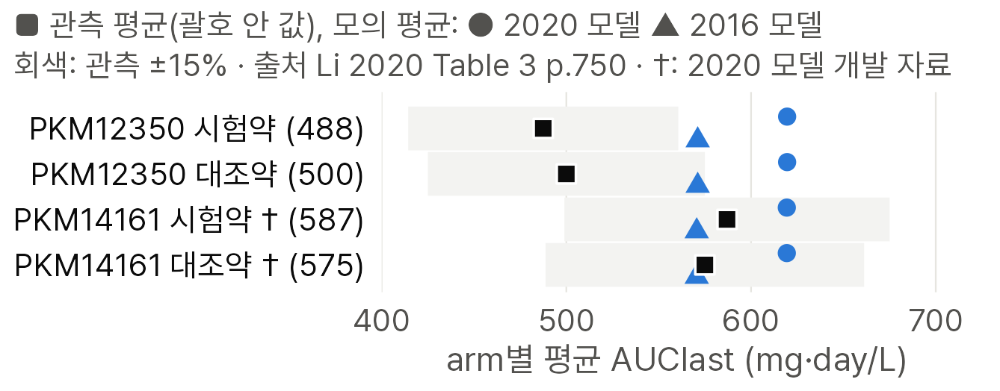 ■ 관측 평균(괄호 안 값), 모의 평균: ● 2020 모델 ▲ 2016 모델
회색: 관측 ±15% · 출처 Li 2020 Table 3 p.750 · †: 2020 모델 개발 자료
PKM12350 시험약 (488)
PKM12350 대조약 (500)
PKM14161 시험약 † (587)
PKM14161 대조약 † (575)
400 500 600 700
arm별 평균 AUClast (mg·day/L)